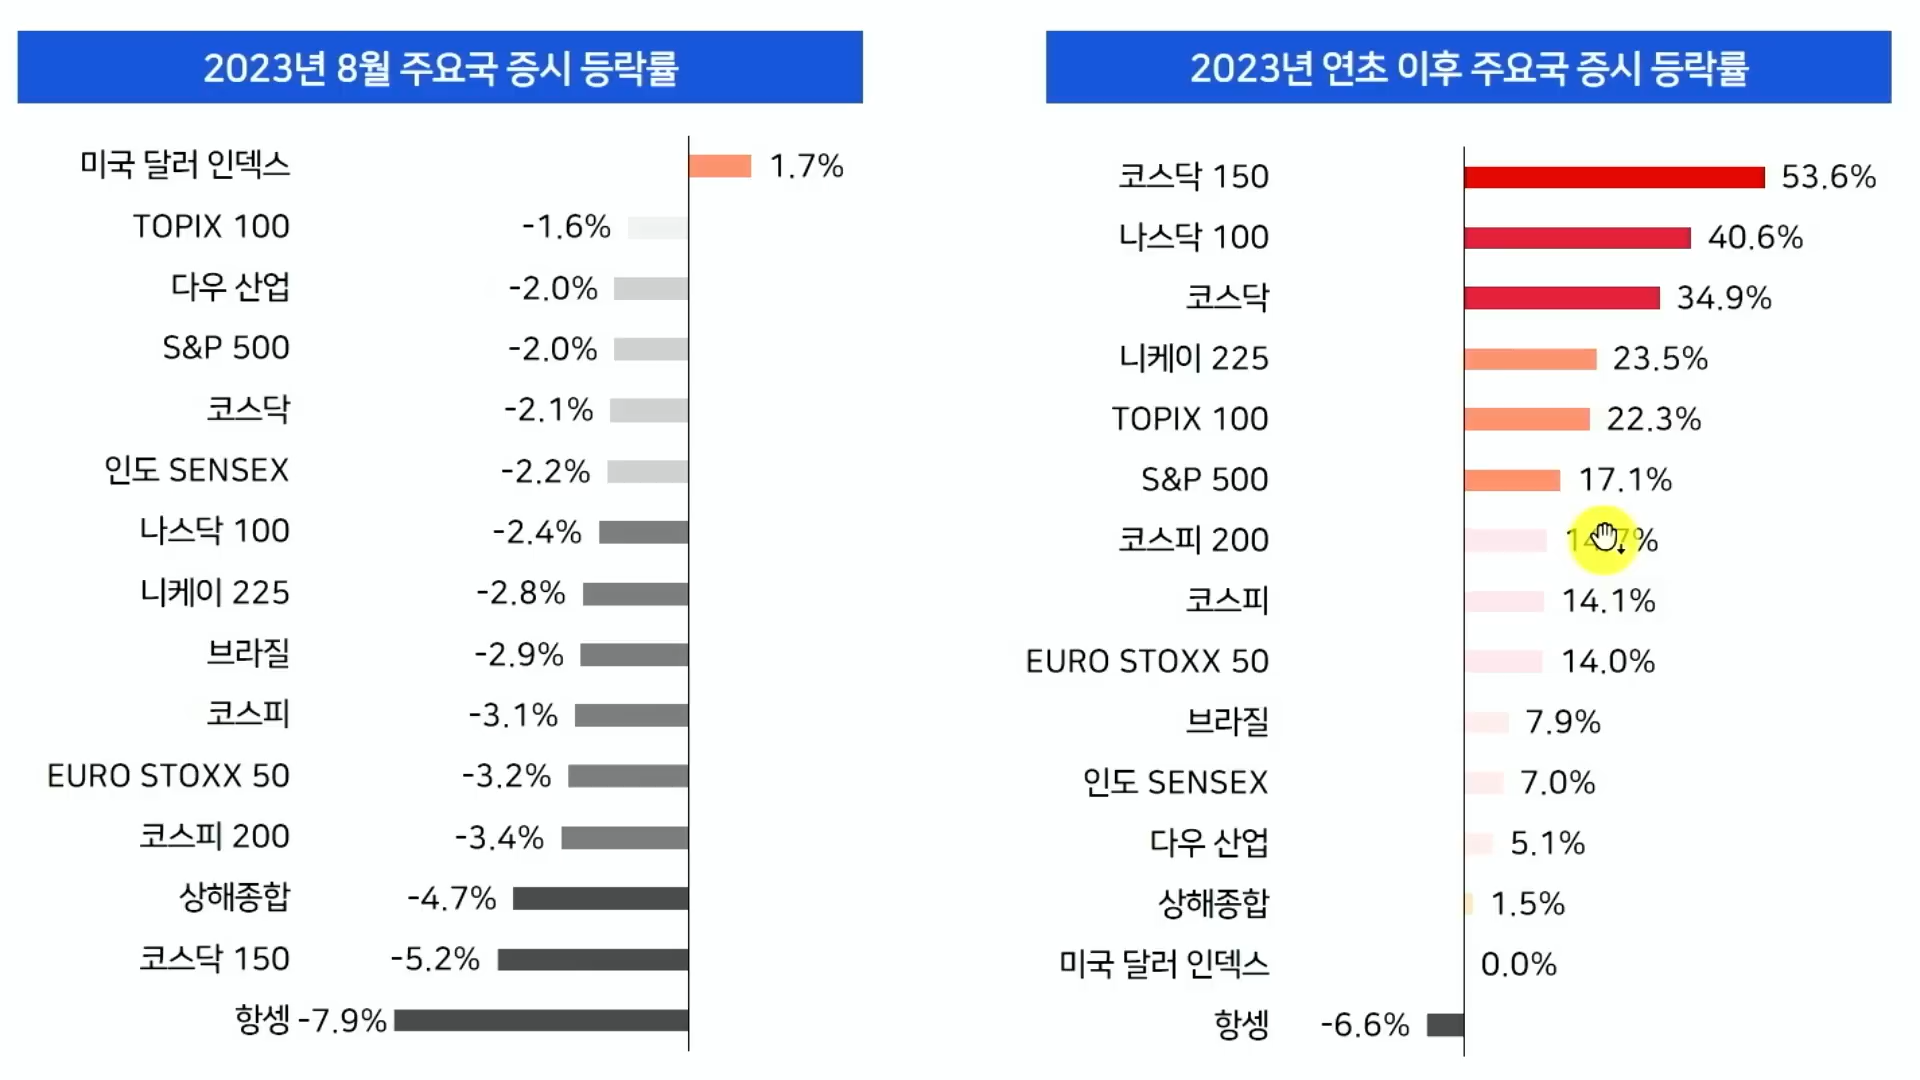 2023년 8월 주요국 증시 등락률
미국 달러 인덱스 1.7%
TOPIX 100 -1.6%
다우 산업 -2.0%
S&P 500 -2.0%
코스닥 -2.1%
인도 SENSEX -2.2%
나스닥 100 -2.4%
니케이 225 -2.8%
브라질 -2.9%
코스피 -3.1%
EURO STOXX 50 -3.2%
코스피 200 -3.4%
상해종합 -4.7%
코스닥 150 -5.2%
항셍 -7.9%
2023년 연초 이후 주요국 증시 등락률
코스닥 150 53.6%
나스닥 100 40.6%
코스닥 34.9%
니케이 225 23.5%
TOPIX 100 22.3%
S&P 500 17.1%
코스피 200 14.7%
코스피 14.1%
EURO STOXX 50 14.0%
브라질 7.9%
인도 SENSEX 7.0%
다우 산업 5.1%
상해종합 1.5%
미국 달러 인덱스 0.0%
항셍 -6.6%